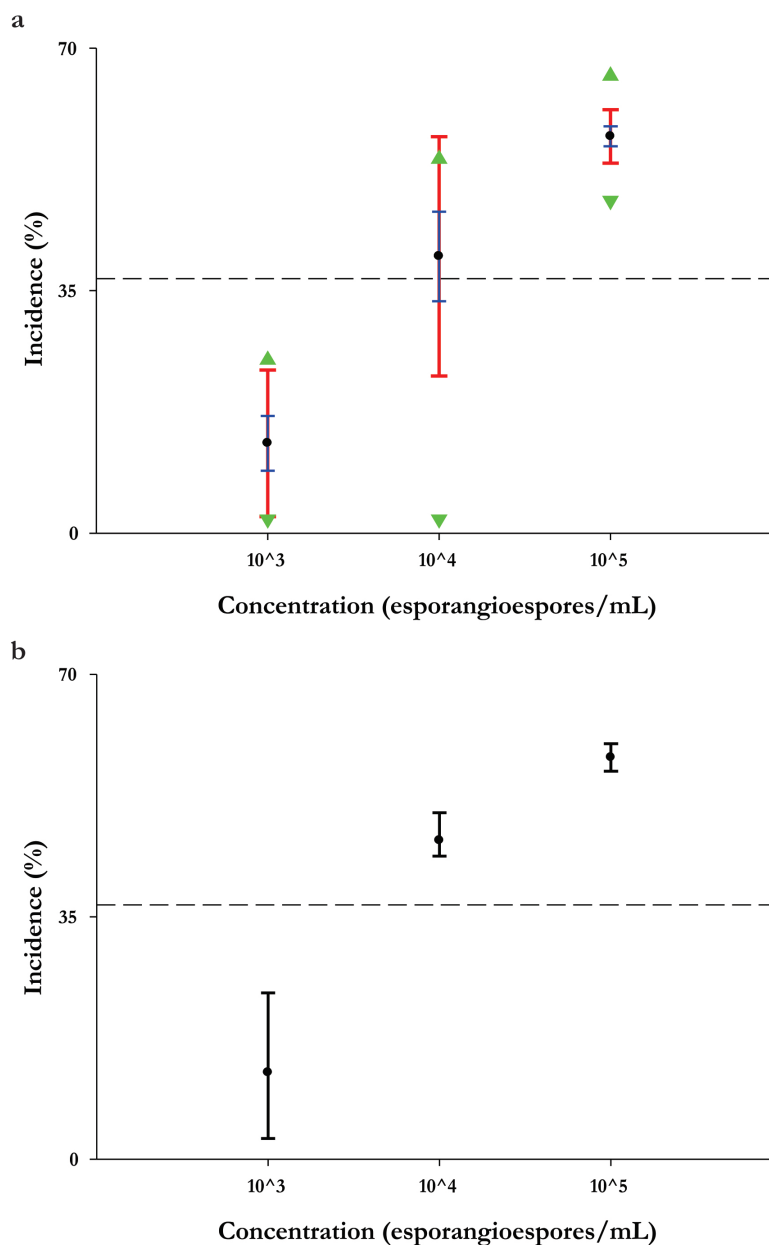 a
70
35
0
Incidence (%)
10^3
10^4
10^5
Concentration (esporangioespores/mL)
b
70
35
0
Incidence (%)
10^3
10^4
10^5
Concentration (esporangioespores/mL)